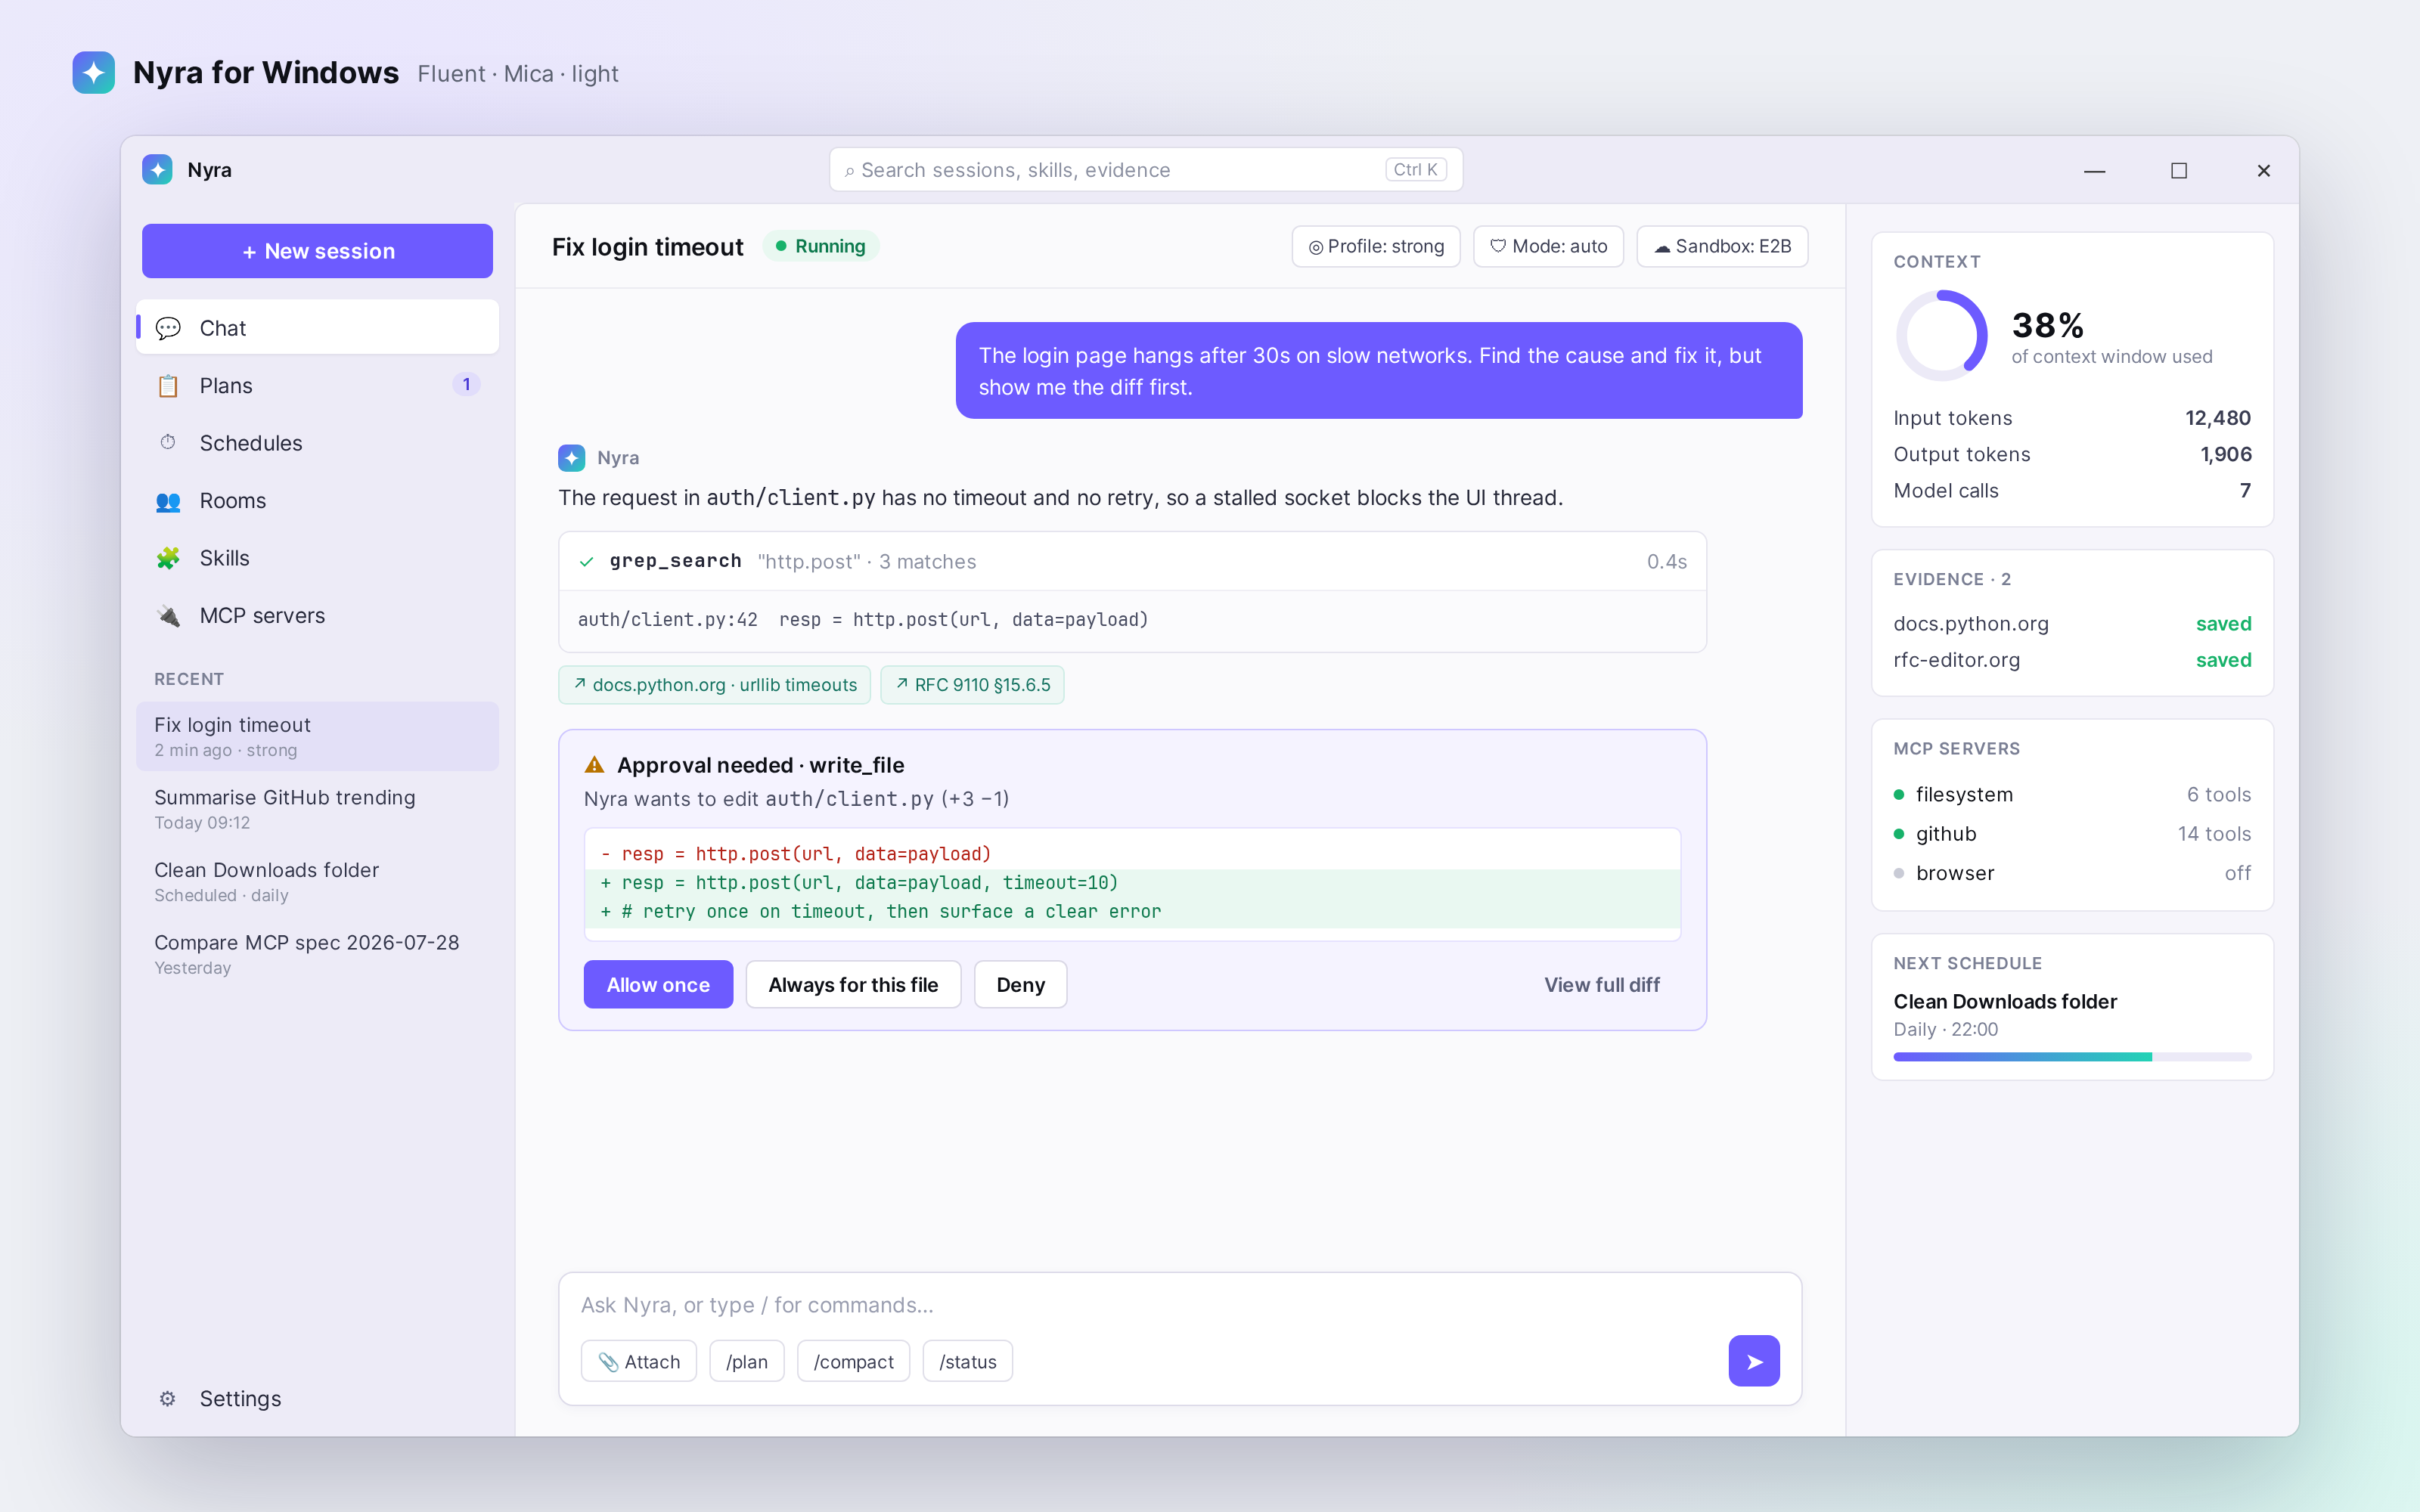 Nyra for Windows Fluent · Mica · light
Nyra
Search sessions, skills, evidence Ctrl K
+ New session
Chat
Plans 1
Schedules
Rooms
Skills
MCP servers
RECENT
Fix login timeout
2 min ago · strong
Summarise GitHub trending
Today 09:12
Clean Downloads folder
Scheduled · daily
Compare MCP spec 2026-07-28
Yesterday
Settings
Fix login timeout Running Profile: strong Mode: auto Sandbox: E2B
The login page hangs after 30s on slow networks. Find the cause and fix it, but
show me the diff first.
Nyra
The request in auth/client.py has no timeout and no retry, so a stalled socket blocks the UI thread.
✓ grep_search "http.post" · 3 matches 0.4s
auth/client.py:42 resp = http.post(url, data=payload)
↗ docs.python.org · urllib timeouts ↗ RFC 9110 §15.6.5
Approval needed · write_file
Nyra wants to edit auth/client.py (+3 −1)
- resp = http.post(url, data=payload)
+ resp = http.post(url, data=payload, timeout=10)
+ # retry once on timeout, then surface a clear error
Allow once Always for this file Deny View full diff
Ask Nyra, or type / for commands...
Attach /plan /compact /status
CONTEXT
38%
of context window used
Input tokens 12,480
Output tokens 1,906
Model calls 7
EVIDENCE · 2
docs.python.org saved
rfc-editor.org saved
MCP SERVERS
filesystem 6 tools
github 14 tools
browser off
NEXT SCHEDULE
Clean Downloads folder
Daily · 22:00